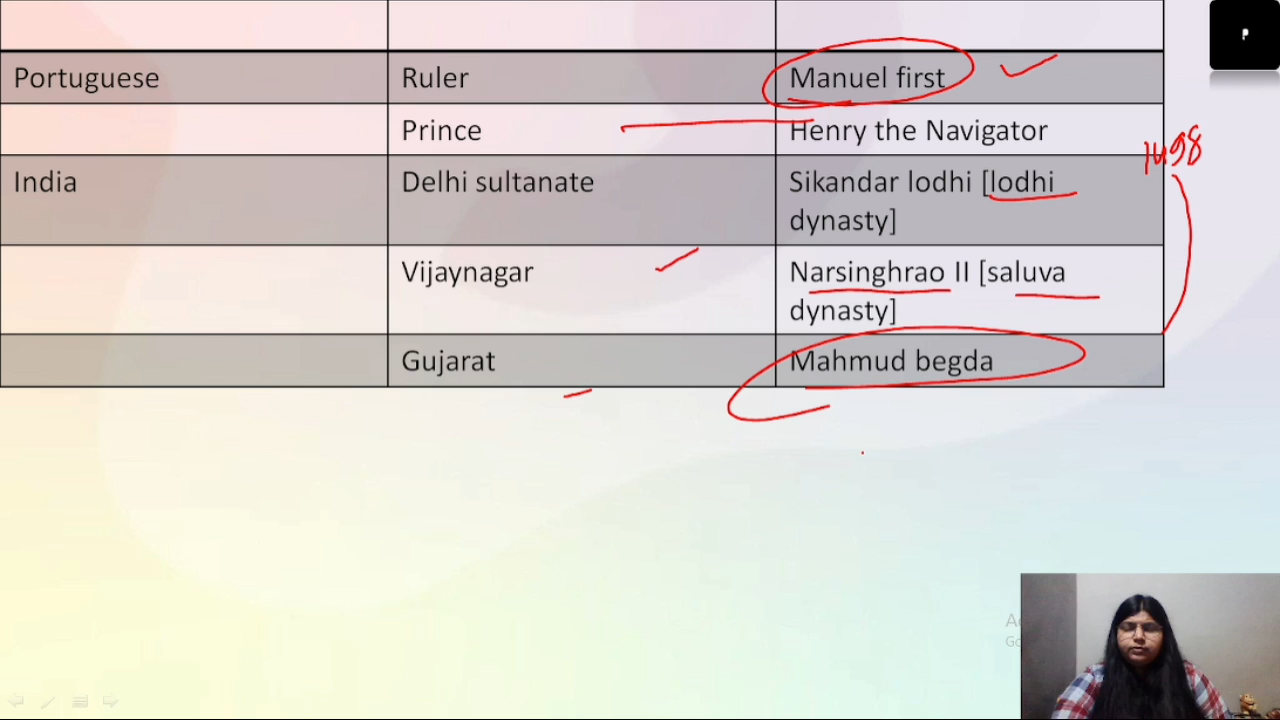 P
Portuguese Ruler Manuel first
Prince Henry the Navigator
1498
India Delhi sultanate Sikandar lodhi [lodhi
dynasty]
Vijaynagar Narsinghrao II [saluva
dynasty]
Gujarat Mahmud begda